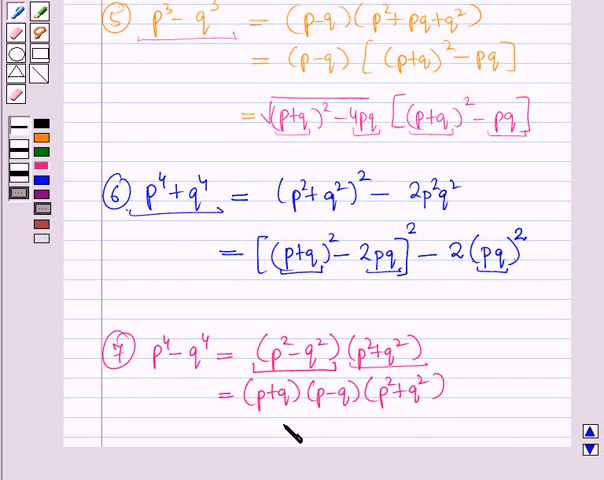 ⑤ p³ − q³ = (p−q)(p²+pq+q²)
= (p−q)[(p+q)² − pq]
= √(p+q)² − 4pq [(p+q)² − pq]
⑥ p⁴+q⁴ = (p²+q²)² − 2p²q²
= [(p+q)² − 2pq]² − 2(pq)²
⑦ p⁴−q⁴ = (p²−q²)(p²+q²)
= (p+q)(p−q)(p²+q²)